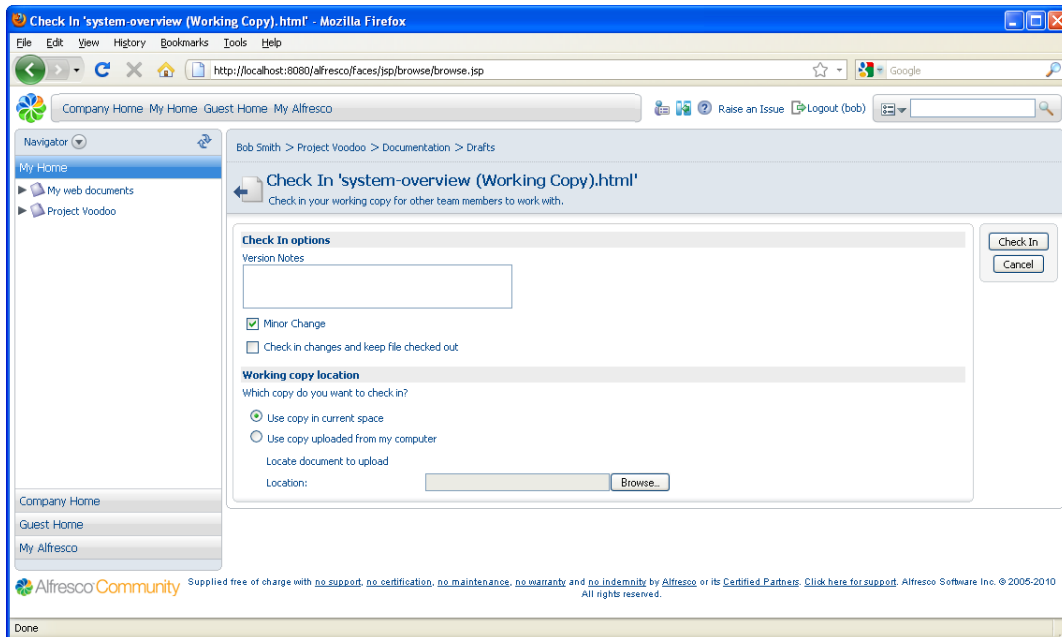 Check In 'system-overview (Working Copy).html' - Mozilla Firefox
File Edit View History Bookmarks Tools Help
http://localhost:8080/alfresco/faces/jsp/browse/browse.jsp
Google
Company Home My Home Guest Home My Alfresco
Raise an Issue Logout (bob)
Navigator
My Home
My web documents
Project Voodoo
Company Home
Guest Home
My Alfresco
Bob Smith > Project Voodoo > Documentation > Drafts
Check In 'system-overview (Working Copy).html'
Check in your working copy for other team members to work with.
Check In options
Version Notes
Minor Change
Check in changes and keep file checked out
Working copy location
Which copy do you want to check in?
Use copy in current space
Use copy uploaded from my computer
Locate document to upload
Location:
Browse...
Check In
Cancel
Alfresco Community
Supplied free of charge with no support, no certification, no maintenance, no warranty and no indemnity by Alfresco or its Certified Partners. Click here for support. Alfresco Software Inc. © 2005-2010
All rights reserved.
Done